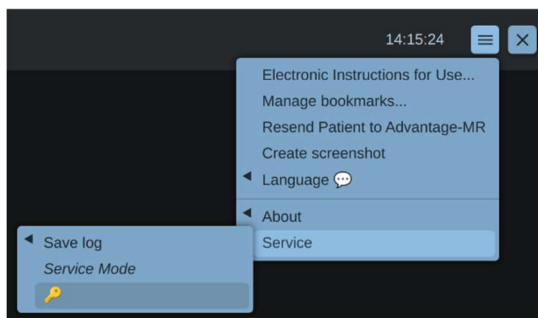 14:15:24
Electronic Instructions for Use...
Manage bookmarks...
Resend Patient to Advantage-MR
Create screenshot
Language
About
Service
Save log
Service Mode